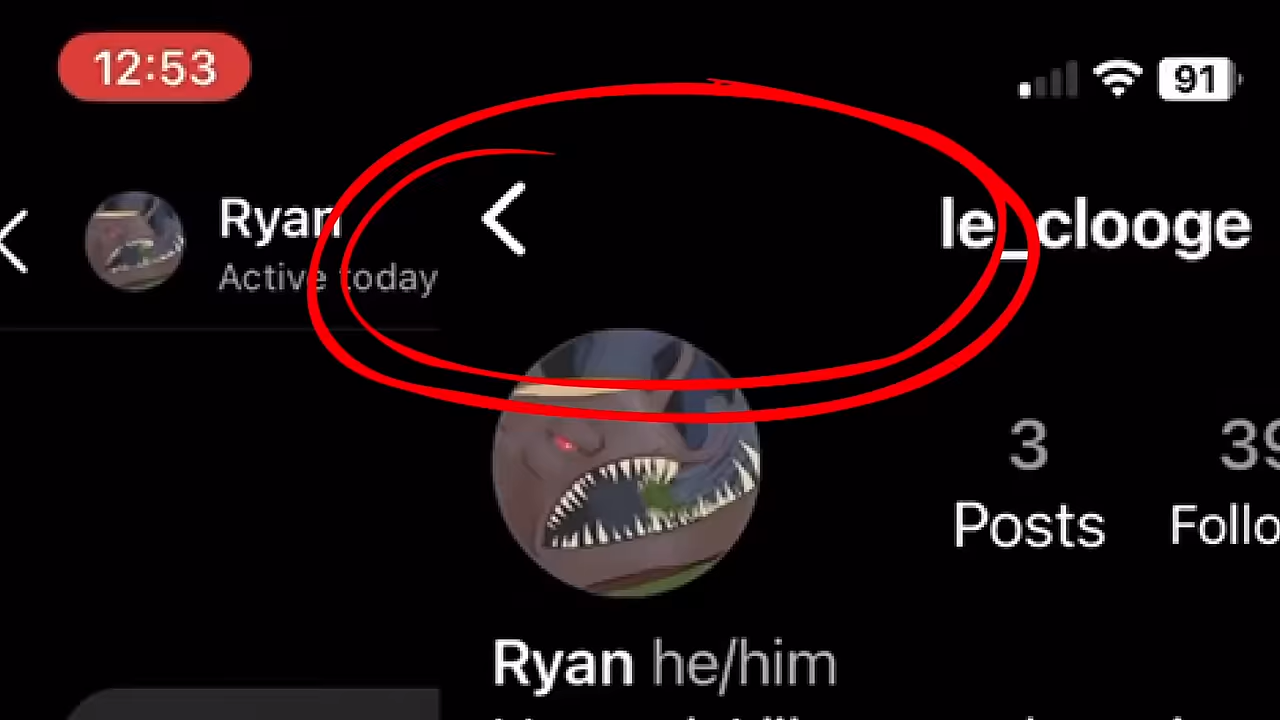 12:53
91
Ryan
Active today
le_clooge
3
Posts
Ryan he/him